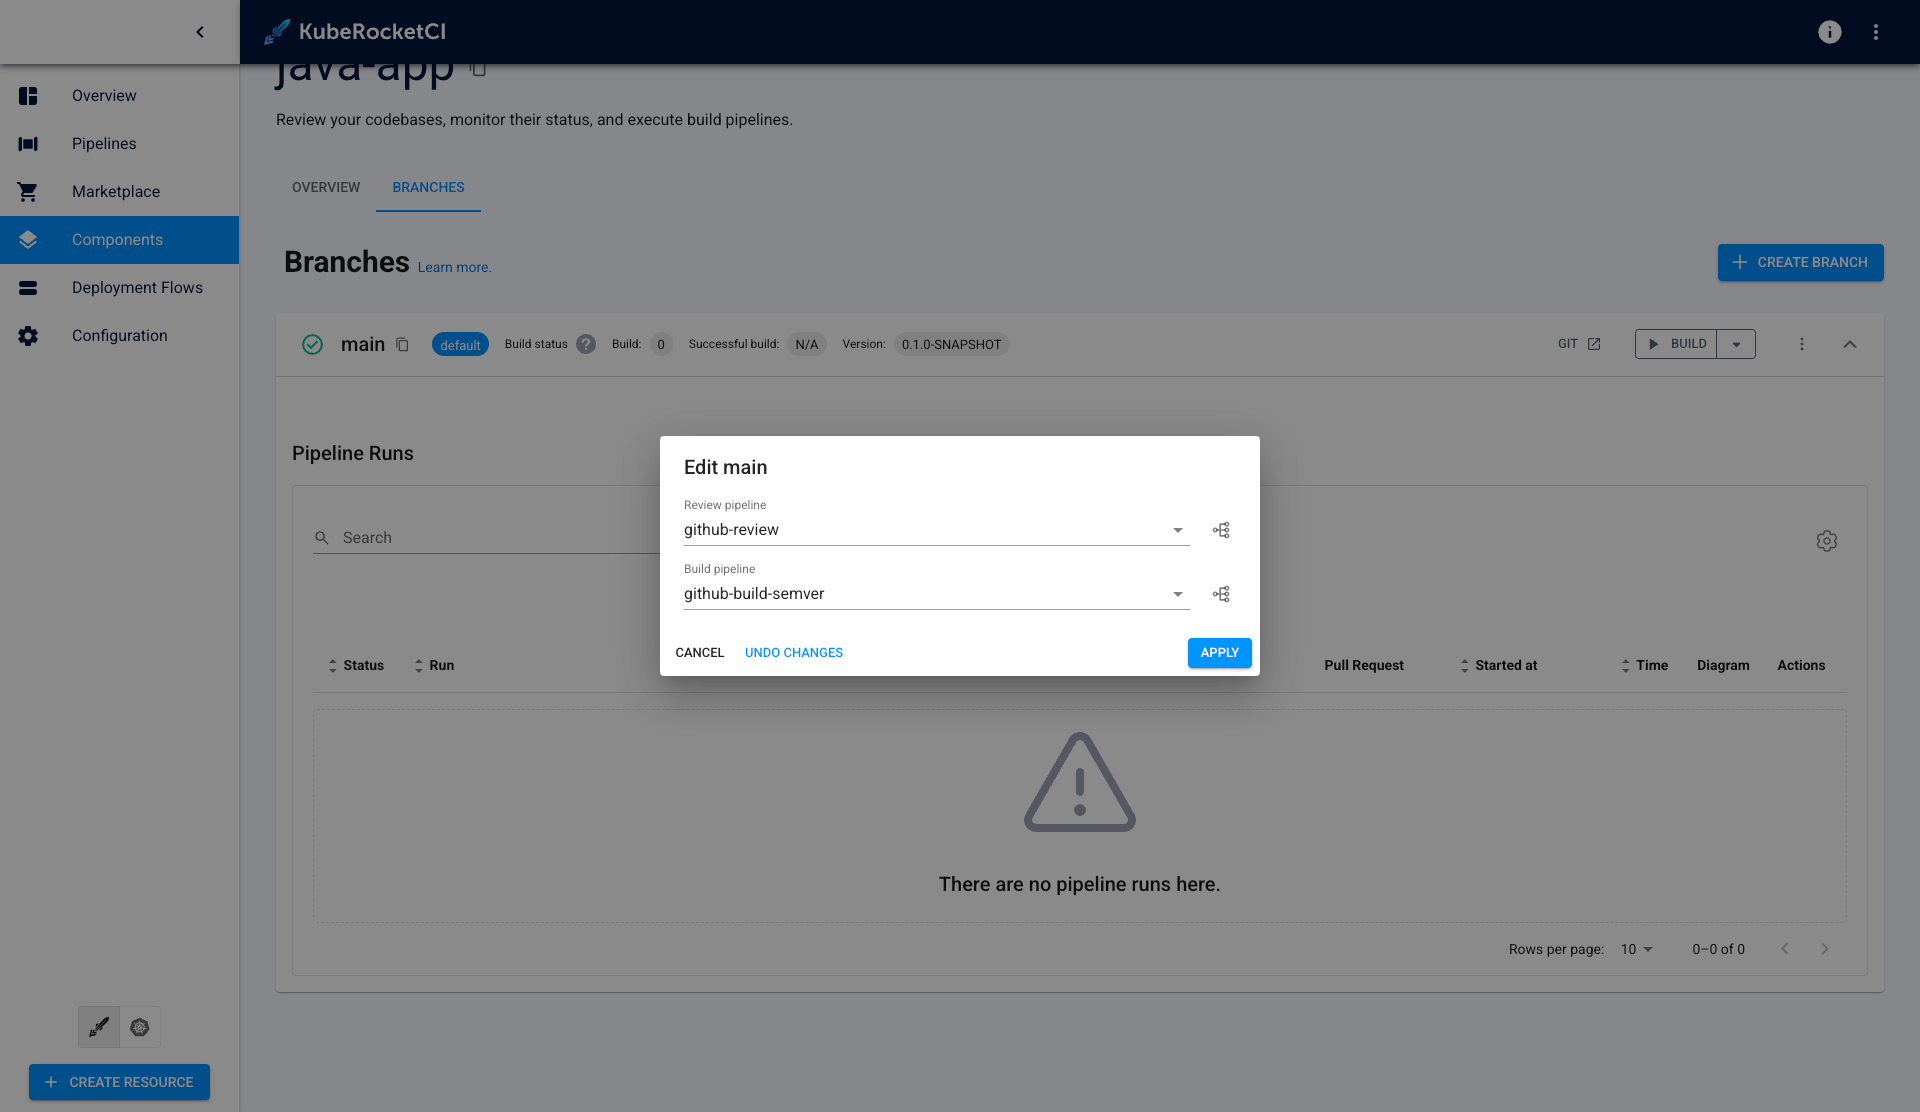 KubeRocketCI
java-app
Overview
Pipelines
Marketplace
Components
Deployment Flows
Configuration
CREATE RESOURCE
Review your codebases, monitor their status, and execute build pipelines.
OVERVIEW BRANCHES
Branches Learn more.
CREATE BRANCH
main default Build status ? Build: 0 Successful build: N/A Version: 0.1.0-SNAPSHOT GIT BUILD
Pipeline Runs
Search
Edit main
Review pipeline
github-review
Build pipeline
github-build-semver
CANCEL UNDO CHANGES APPLY
Status Run Pull Request Started at Time Diagram Actions
There are no pipeline runs here.
Rows per page: 10 0–0 of 0